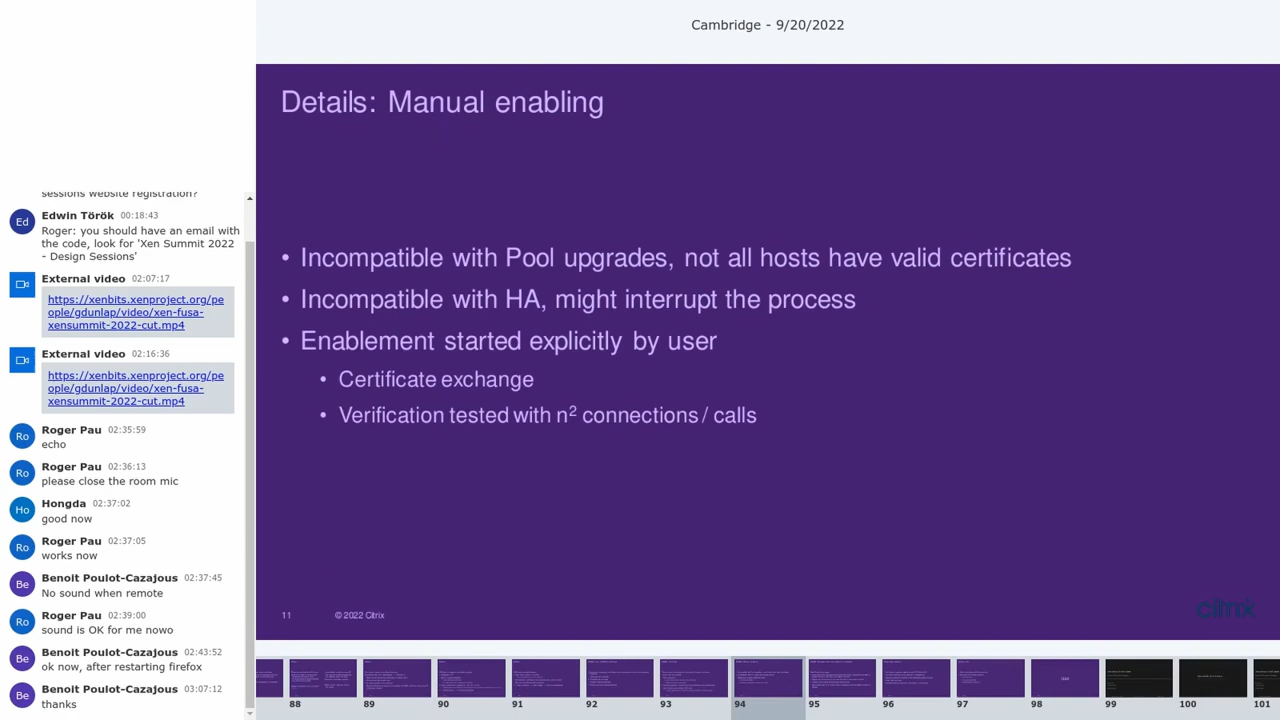 Cambridge - 9/20/2022
sessions website registration?
Ed
Edwin Török 00:18:43
Roger: you should have an email with
the code, look for 'Xen Summit 2022
- Design Sessions'
External video 02:07:17
https://xenbits.xenproject.org/pe
ople/gdunlap/video/xen-fusa-
xensummit-2022-cut.mp4
External video 02:16:36
https://xenbits.xenproject.org/pe
ople/gdunlap/video/xen-fusa-
xensummit-2022-cut.mp4
Ro
Roger Pau 02:35:59
echo
Ro
Roger Pau 02:36:13
please close the room mic
Ho
Hongda 02:37:02
good now
Ro
Roger Pau 02:37:05
works now
Be
Benoit Poulot-Cazajous 02:37:45
No sound when remote
Ro
Roger Pau 02:39:00
sound is OK for me nowo
Be
Benoit Poulot-Cazajous 02:43:52
ok now, after restarting firefox
Be
Benoit Poulot-Cazajous 03:07:12
thanks
Details: Manual enabling
• Incompatible with Pool upgrades, not all hosts have valid certificates
• Incompatible with HA, might interrupt the process
• Enablement started explicitly by user
• Certificate exchange
• Verification tested with n² connections / calls
11 © 2022 Citrix
citrix
88 89 90 91 92 93 94 95 96 97 98 99 100 101